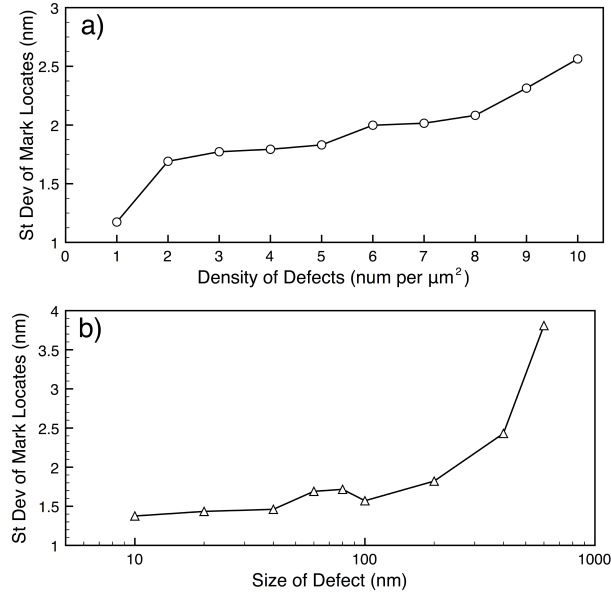 a)
St Dev of Mark Locates (nm)
3
2.5
2
1.5
1
0 1 2 3 4 5 6 7 8 9 10
Density of Defects (num per µm²)
b)
St Dev of Mark Locates (nm)
4
3.5
3
2.5
2
1.5
1
10 100 1000
Size of Defect (nm)